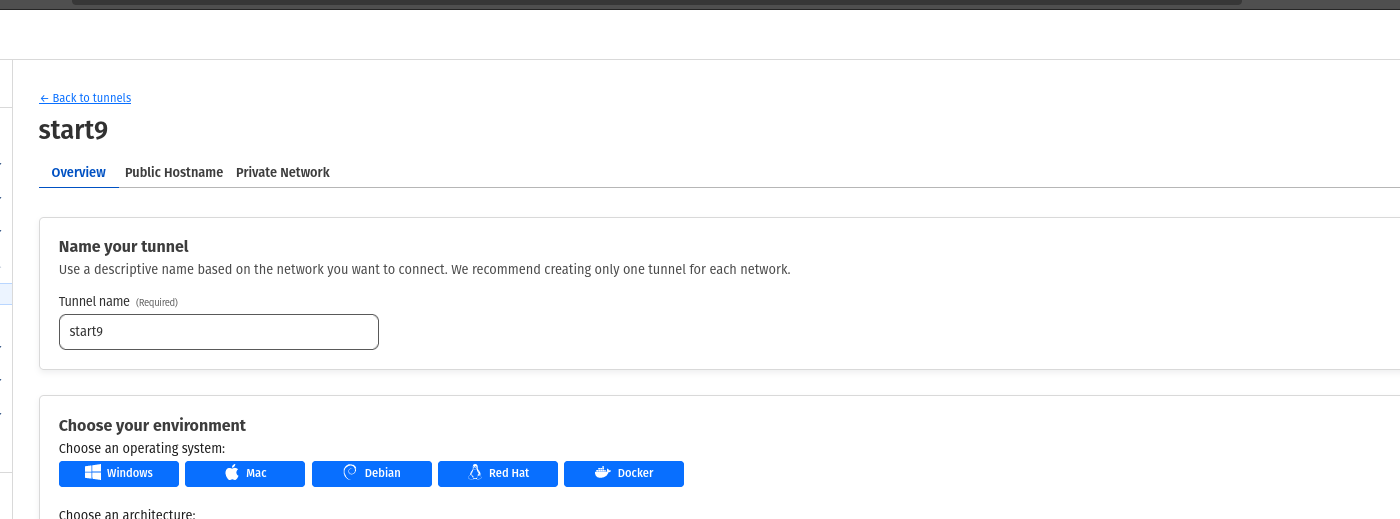 ← Back to tunnels
start9
Overview Public Hostname Private Network
Name your tunnel
Use a descriptive name based on the network you want to connect. We recommend creating only one tunnel for each network.
Tunnel name (Required)
start9
Choose your environment
Choose an operating system:
Windows Mac Debian Red Hat Docker
Choose an architecture: